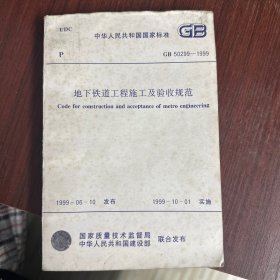 UDC
中华人民共和国国家标准 GB
P
GB 50299—1999
地下铁道工程施工及验收规范
Code for construction and acceptance of metro engineering
1999-06-10 发布
1999-10-01 实施
国家质量技术监督局
中华人民共和国建设部
联合发布